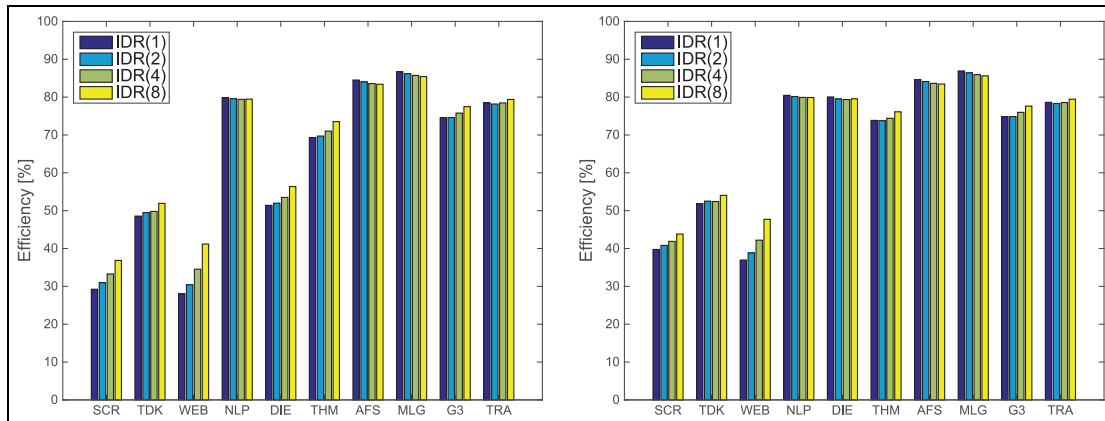 Efficiency [%]
100
90
80
70
60
50
40
30
20
10
0
IDR(1)
IDR(2)
IDR(4)
IDR(8)
SCR TDK WEB NLP DIE THM AFS MLG G3 TRA
Efficiency [%]
100
90
80
70
60
50
40
30
20
10
0
IDR(1)
IDR(2)
IDR(4)
IDR(8)
SCR TDK WEB NLP DIE THM AFS MLG G3 TRA